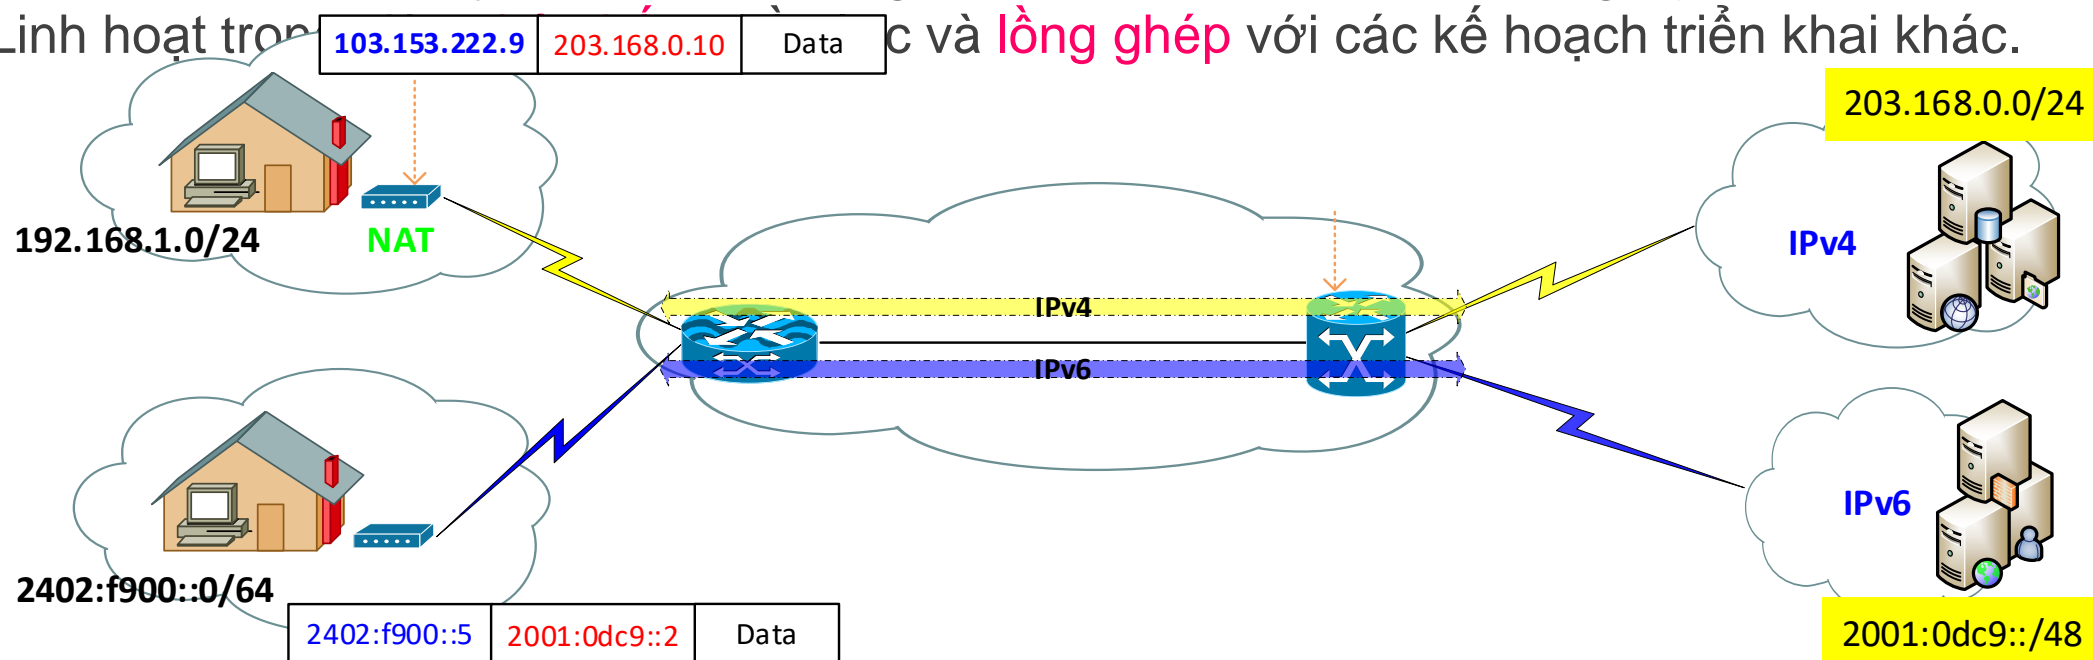 Linh hoạt và lồng ghép với các kế hoạch triển khai khác.
103.153.222.9 203.168.0.10 Data
203.168.0.0/24
192.168.1.0/24 NAT
IPv4
IPv4
IPv6
IPv6
2402:f900::0/64
2402:f900::5 2001:0dc9::2 Data
2001:0dc9::/48